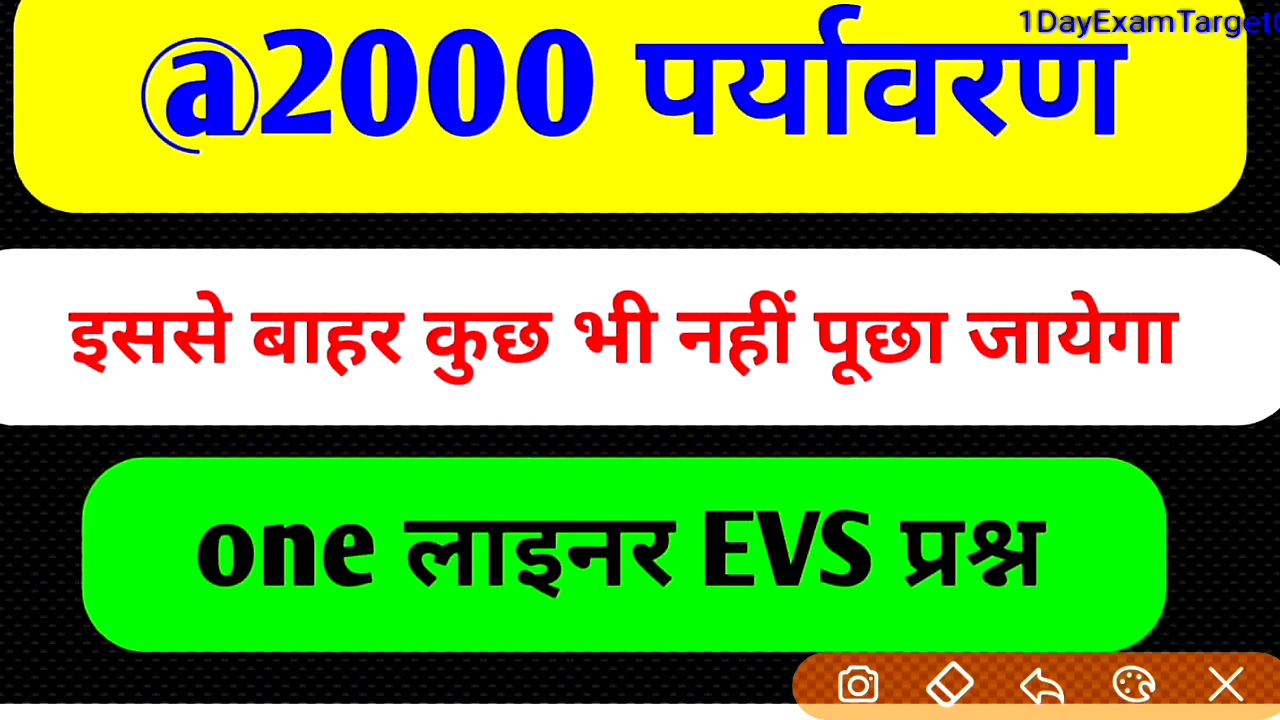 1DayExamTarget
@2000 पर्यावरण
इससे बाहर कुछ भी नहीं पूछा जायेगा
one लाइनर EVS प्रश्न